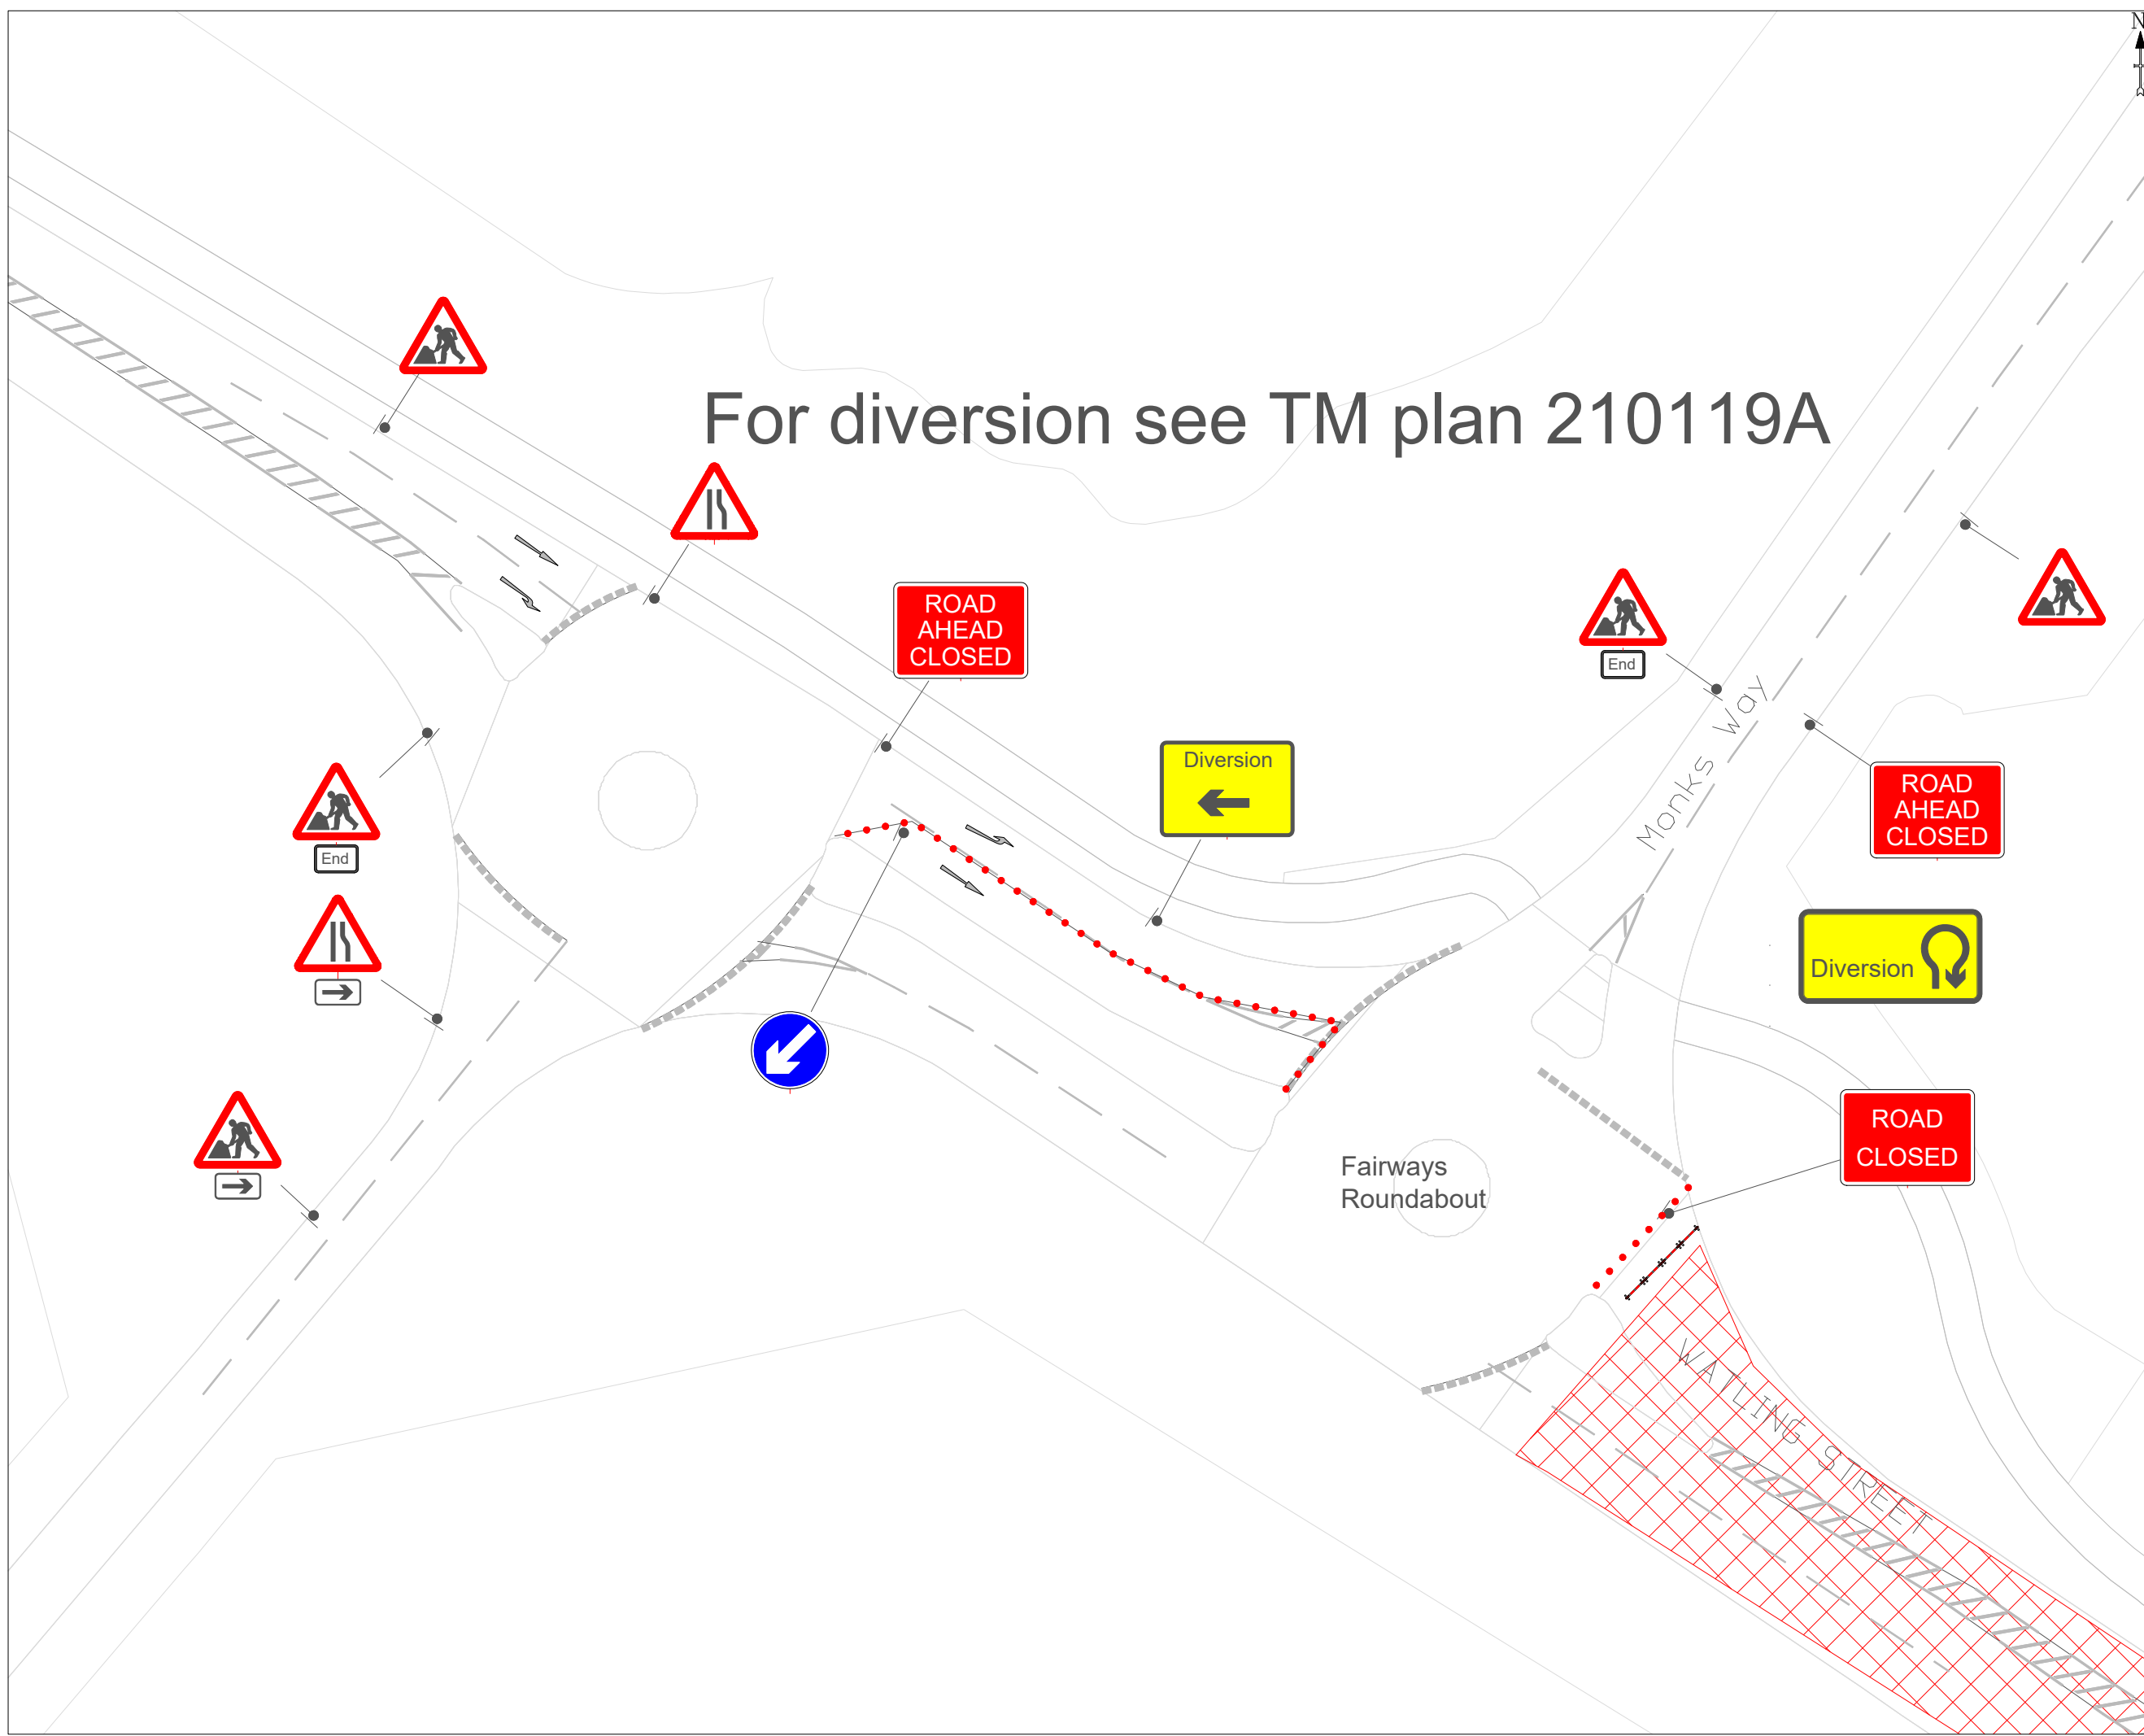 N
For diversion see TM plan 210119A
ROAD
AHEAD
CLOSED
End
Monks Way
Diversion
ROAD
AHEAD
CLOSED
End
Diversion
ROAD
CLOSED
Fairways
Roundabout
WATLING STREET